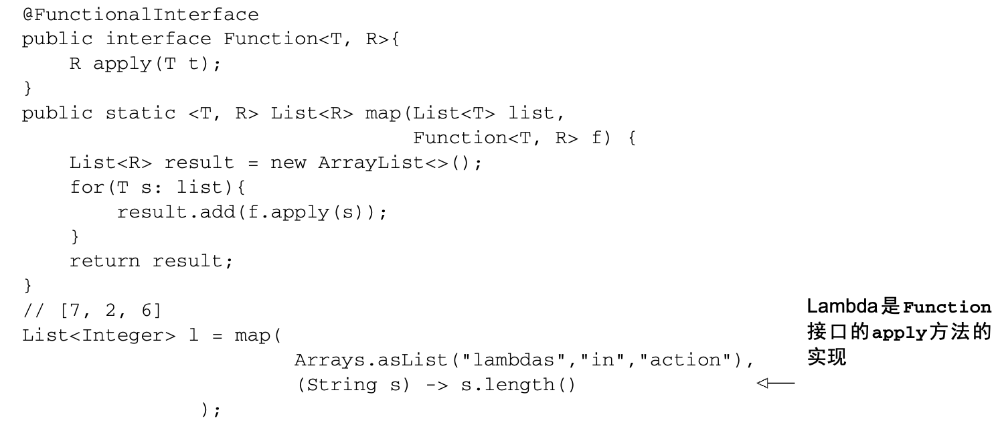 @FunctionalInterface
public interface Function<T, R>{
    R apply(T t);
}
public static <T, R> List<R> map(List<T> list,
                                 Function<T, R> f) {
    List<R> result = new ArrayList<>();
    for(T s: list){
        result.add(f.apply(s));
    }
    return result;
}
// [7, 2, 6]
List<Integer> l = map(
                       Arrays.asList("lambdas","in","action"),
                       (String s) -> s.length()
               );
Lambda是Function
接口的apply方法的
实现